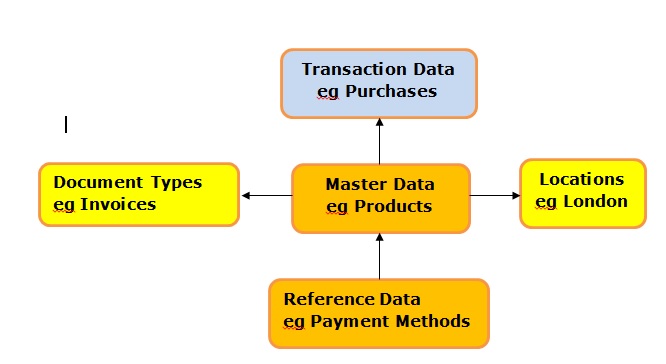 Transaction Data
eg Purchases
Document Types
eg Invoices
Master Data
eg Products
Locations
eg London
Reference Data
eg Payment Methods